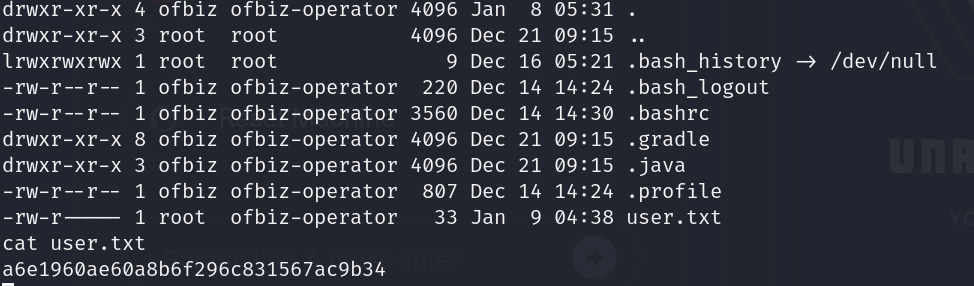 drwxr-xr-x 4 ofbiz ofbiz-operator 4096 Jan  8 05:31 .
drwxr-xr-x 3 root  root           4096 Dec 21 09:15 ..
lrwxrwxrwx 1 root  root              9 Dec 16 05:21 .bash_history → /dev/null
-rw-r--r-- 1 ofbiz ofbiz-operator  220 Dec 14 14:24 .bash_logout
-rw-r--r-- 1 ofbiz ofbiz-operator 3560 Dec 14 14:30 .bashrc
drwxr-xr-x 8 ofbiz ofbiz-operator 4096 Dec 21 09:15 .gradle
drwxr-xr-x 3 ofbiz ofbiz-operator 4096 Dec 21 09:15 .java
-rw-r--r-- 1 ofbiz ofbiz-operator  807 Dec 14 14:24 .profile
-rw-r----- 1 root  ofbiz-operator   33 Jan  9 04:38 user.txt
cat user.txt
a6e1960ae60a8b6f296c831567ac9b34
enter